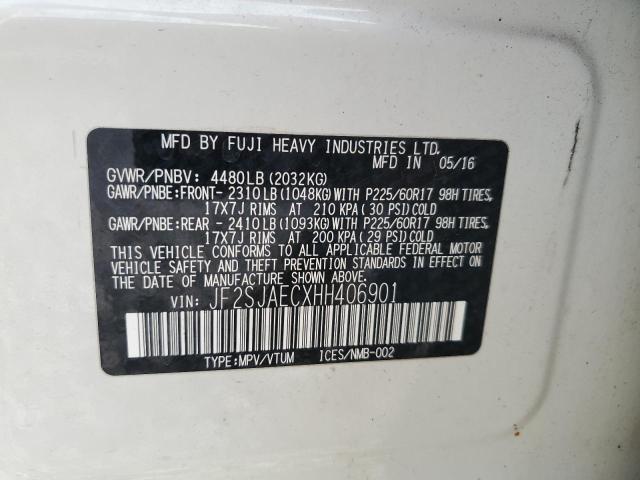 MFD BY FUJI HEAVY INDUSTRIES LTD.
MFD IN 05/16
GVWR/PNBV: 4480LB(2032KG)
GAWR/PNBE:FRONT- 2310LB(1048KG)WITH P225/60R17 98H TIRES,
17X7J RIMS AT 210 KPA(30 PSI)COLD
GAWR/PNBE:REAR - 2410LB(1093KG)WITH P225/60R17 98H TIRES,
17X7J RIMS AT 200 KPA(29 PSI)COLD
THIS VEHICLE CONFORMS TO ALL APPLICABLE FEDERAL MOTOR
VEHICLE SAFETY AND THEFT PREVENTION STANDARDS IN EFFECT ON
THE DATE OF MANUFACTURE SHOWN ABOVE.
VIN: JF2SJAECXHH406901
TYPE:MPV/VTUM ICES/NMB-002